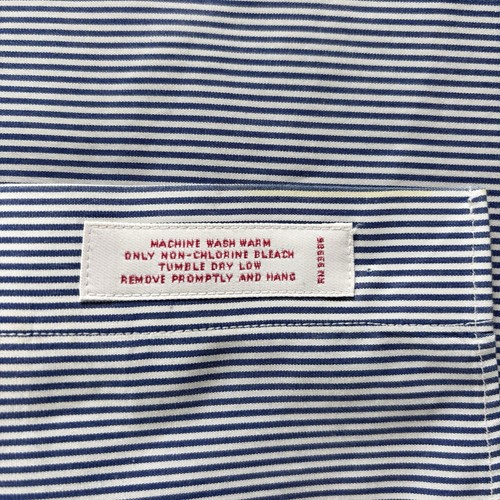 MACHINE WASH WARM
ONLY NON-CHLORINE BLEACH
TUMBLE DRY LOW
REMOVE PROMPTLY AND HANG
RN 99986